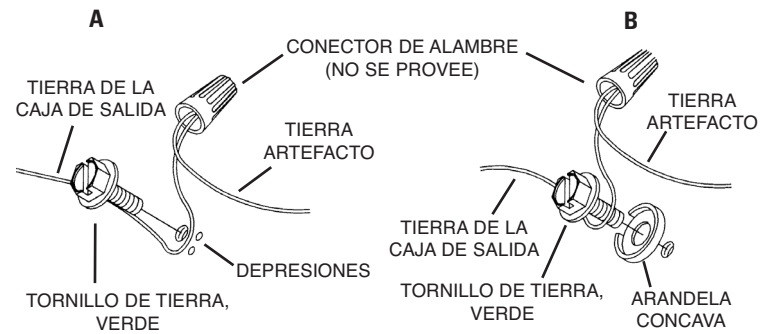 A
B
CONECTOR DE ALAMBRE
(NO SE PROVEE)
TIERRA DE LA
CAJA DE SALIDA
TIERRA
ARTEFACTO
DEPRESIONES
TORNILLO DE TIERRA,
VERDE
TIERRA
ARTEFACTO
TIERRA DE LA
CAJA DE SALIDA
TORNILLO DE TIERRA,
VERDE
ARANDELA
CONCAVA